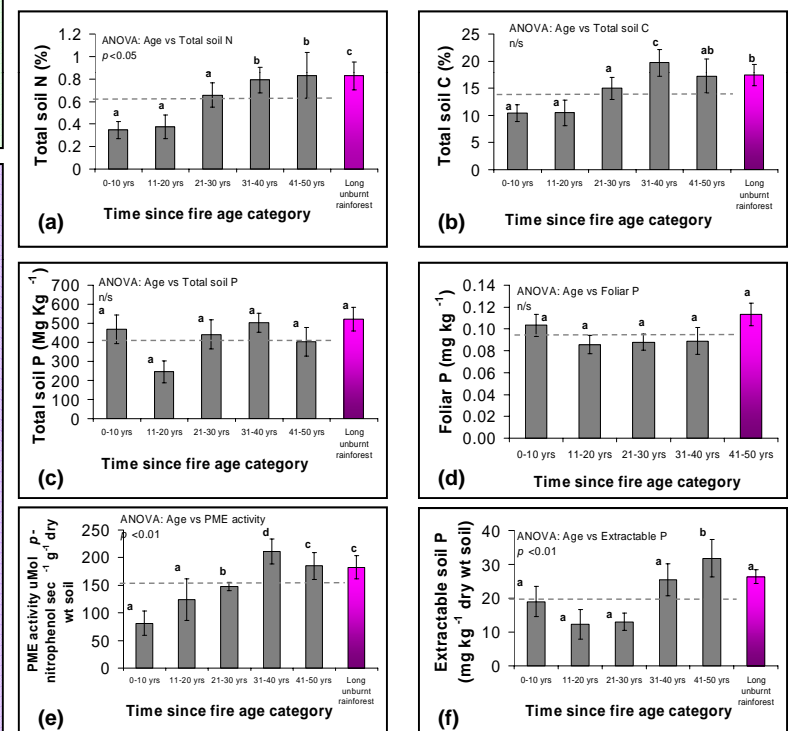 ANOVA: Age vs Total soil N
p<0.05
Total soil N (%)
1.2
1
0.8
0.6
0.4
0.2
0
a
a
a
b
b
c
0-10 yrs 11-20 yrs 21-30 yrs 31-40 yrs 41-50 yrs Long unburnt rainforest
(a)
Time since fire age category
ANOVA: Age vs Total soil C
n/s
Total soil C (%)
25
20
15
10
5
0
a
a
a
c
ab
b
0-10 yrs 11-20 yrs 21-30 yrs 31-40 yrs 41-50 yrs Long unburnt rainforest
(b)
Time since fire age category
ANOVA: Age vs Total soil P
n/s
Total soil P (Mg Kg -1)
700
600
500
400
300
200
100
0
a
a
a
a
a
a
0-10 yrs 11-20 yrs 21-30 yrs 31-40 yrs 41-50 yrs Long unburnt rainforest
(c)
Time since fire age category
ANOVA: Age vs Foliar P
n/s
Foliar P (mg kg -1)
0.14
0.12
0.10
0.08
0.06
0.04
0.02
0.00
a
a
a
a
a
0-10 yrs 11-20 yrs 21-30 yrs 31-40 yrs 41-50 yrs
(d)
Time since fire age category
ANOVA: Age vs PME activity
p <0.01
PME activity uMol p-
nitrophenol sec -1 g-1 dry
wt soil
250
200
150
100
50
0
a
a
b
d
c
c
0-10 yrs 11-20 yrs 21-30 yrs 31-40 yrs 41-50 yrs Long unburnt rainforest
(e)
Time since fire age category
ANOVA: Age vs Extractable P
p <0.01
Extractable soil P
(mg kg -1 dry wt soil)
40
30
20
10
0
a
a
a
a
b
a
0-10 yrs 11-20 yrs 21-30 yrs 31-40 yrs 41-50 yrs Long unburnt rainforest
(f)
Time since fire age category